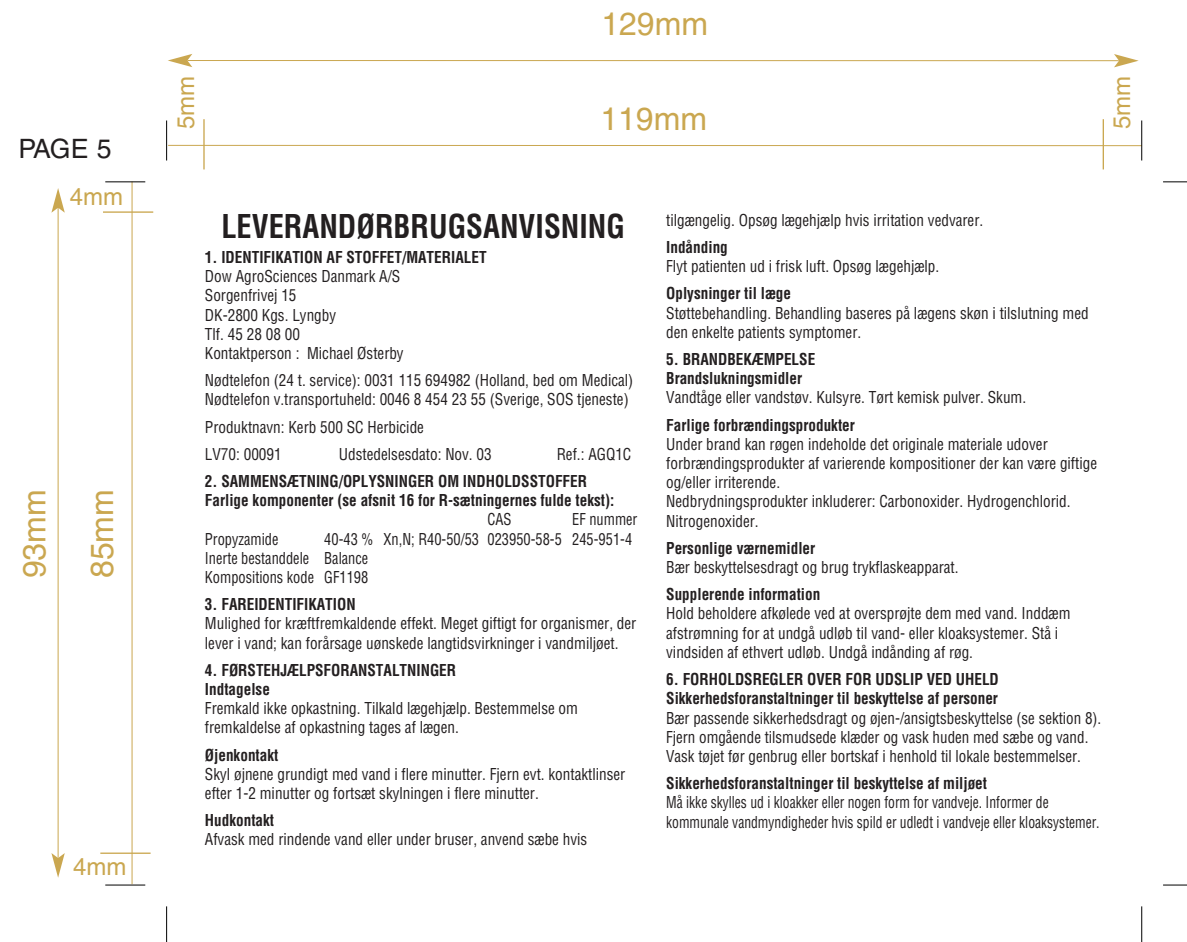 129mm
5mm
119mm
5mm
PAGE 5
4mm
93mm
85mm
4mm
LEVERANDØRBRUGSANVISNING
1. IDENTIFIKATION AF STOFFET/MATERIALET
Dow AgroSciences Danmark A/S
Sorgenfrivej 15
DK-2800 Kgs. Lyngby
Tlf. 45 28 08 00
Kontaktperson : Michael Østerby
Nødtelefon (24 t. service): 0031 115 694982 (Holland, bed om Medical)
Nødtelefon v.transportuheld: 0046 8 454 23 55 (Sverige, SOS tjeneste)
Produktnavn: Kerb 500 SC Herbicide
LV70: 00091 Udstedelsesdato: Nov. 03 Ref.: AGQ1C
2. SAMMENSÆTNING/OPLYSNINGER OM INDHOLDSSTOFFER
Farlige komponenter (se afsnit 16 for R-sætningernes fulde tekst):
CAS EF nummer
Propyzamide 40-43 % Xn,N; R40-50/53 023950-58-5 245-951-4
Inerte bestanddele Balance
Kompositions kode GF1198
3. FAREIDENTIFIKATION
Mulighed for kræftfremkaldende effekt. Meget giftigt for organismer, der
lever i vand; kan forårsage uønskede langtidsvirkninger i vandmiljøet.
4. FØRSTEHJÆLPSFORANSTALTNINGER
Indtagelse
Fremkald ikke opkastning. Tilkald lægehjælp. Bestemmelse om
fremkaldelse af opkastning tages af lægen.
Øjenkontakt
Skyl øjnene grundigt med vand i flere minutter. Fjern evt. kontaktlinser
efter 1-2 minutter og fortsæt skylningen i flere minutter.
Hudkontakt
Afvask med rindende vand eller under bruser, anvend sæbe hvis
tilgængelig. Opsøg lægehjælp hvis irritation vedvarer.
Indånding
Flyt patienten ud i frisk luft. Opsøg lægehjælp.
Oplysninger til læge
Støttebehandling. Behandling baseres på lægens skøn i tilslutning med
den enkelte patients symptomer.
5. BRANDBEKÆMPELSE
Brandslukningsmidler
Vandtåge eller vandstøv. Kulsyre. Tørt kemisk pulver. Skum.
Farlige forbrændingsprodukter
Under brand kan røgen indeholde det originale materiale udover
forbrændingsprodukter af varierende kompositioner der kan være giftige
og/eller irriterende.
Nedbrydningsprodukter inkluderer: Carbonoxider. Hydrogenchlorid.
Nitrogenoxider.
Personlige værnemidler
Bær beskyttelsesdragt og brug trykflaskeapparat.
Supplerende information
Hold beholdere afkølede ved at oversprøjte dem med vand. Inddæm
afstrømning for at undgå udløb til vand- eller kloaksystemer. Stå i
vindsiden af ethvert udløb. Undgå indånding af røg.
6. FORHOLDSREGLER OVER FOR UDSLIP VED UHELD
Sikkerhedsforanstaltninger til beskyttelse af personer
Bær passende sikkerhedsdragt og øjen-/ansigtsbeskyttelse (se sektion 8).
Fjern omgående tilsmudsede klæder og vask huden med sæbe og vand.
Vask tøjet før genbrug eller bortskaf i henhold til lokale bestemmelser.
Sikkerhedsforanstaltninger til beskyttelse af miljøet
Må ikke skylles ud i kloakker eller nogen form for vandveje. Informer de
kommunale vandmyndigheder hvis spild er udledt i vandveje eller kloaksystemer.